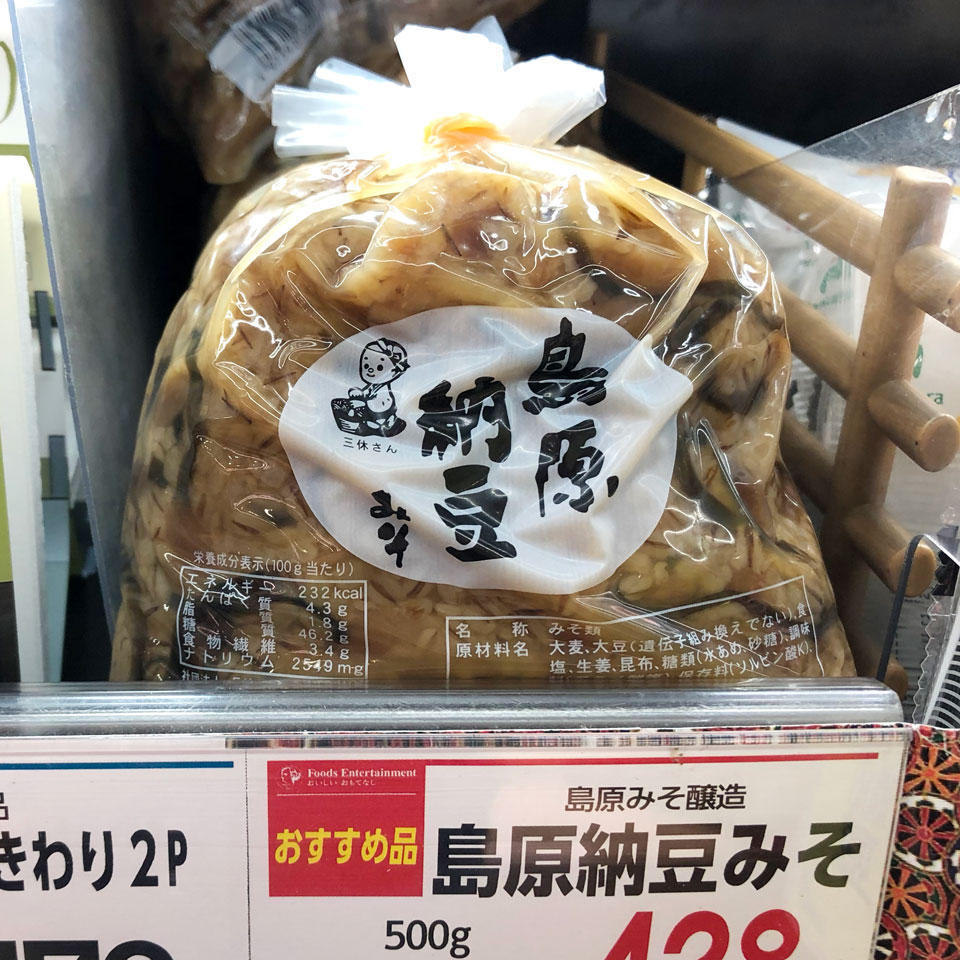 島原
納豆
みそ
三休さん
栄養成分表示(100g当たり)
エネルギー 232kcal
たんぱく質 4.3g
脂質 1.8g
糖質 46.2g
食物繊維 3.4g
ナトリウム 2549mg
名称 みそ類
原材料名 大麦、大豆(遺伝子組み換えでない)、食
塩、生姜、昆布、糖類(水あめ、砂糖)、調味
保存料(ソルビン酸K)、
品
きわり2P
Foods Entertainment
おいしい おもてなし
おすすめ品
島原みそ醸造
島原納豆みそ
500g
428